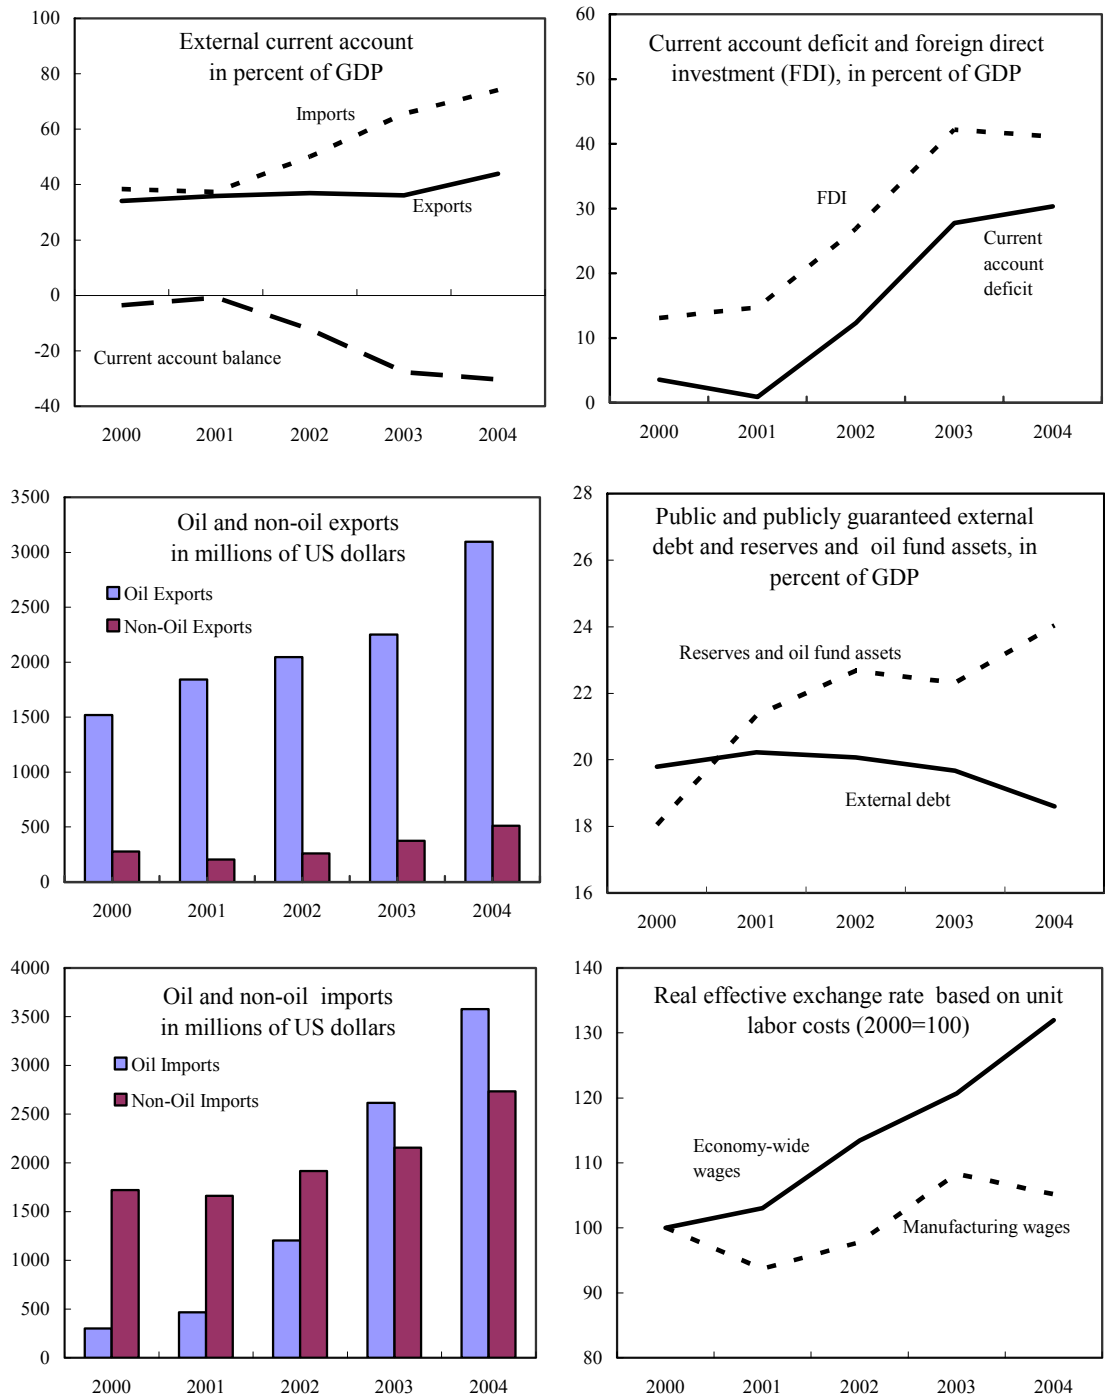 External current account
in percent of GDP
100
80
60
40
20
0
-20
-40
Imports
Exports
Current account balance
2000
2001
2002
2003
2004
Current account deficit and foreign direct
investment (FDI), in percent of GDP
60
50
40
30
20
10
0
FDI
Current
account
deficit
2000
2001
2002
2003
2004
Oil and non-oil exports
in millions of US dollars
3500
3000
2500
2000
1500
1000
500
0
Oil Exports
Non-Oil Exports
2000
2001
2002
2003
2004
Public and publicly guaranteed external
debt and reserves and oil fund assets, in
percent of GDP
28
26
24
22
20
18
16
Reserves and oil fund assets
External debt
2000
2001
2002
2003
2004
Oil and non-oil imports
in millions of US dollars
4000
3500
3000
2500
2000
1500
1000
500
0
Oil Imports
Non-Oil Imports
2000
2001
2002
2003
2004
Real effective exchange rate based on unit
labor costs (2000=100)
140
130
120
110
100
90
80
Economy-wide
wages
Manufacturing wages
2000
2001
2002
2003
2004